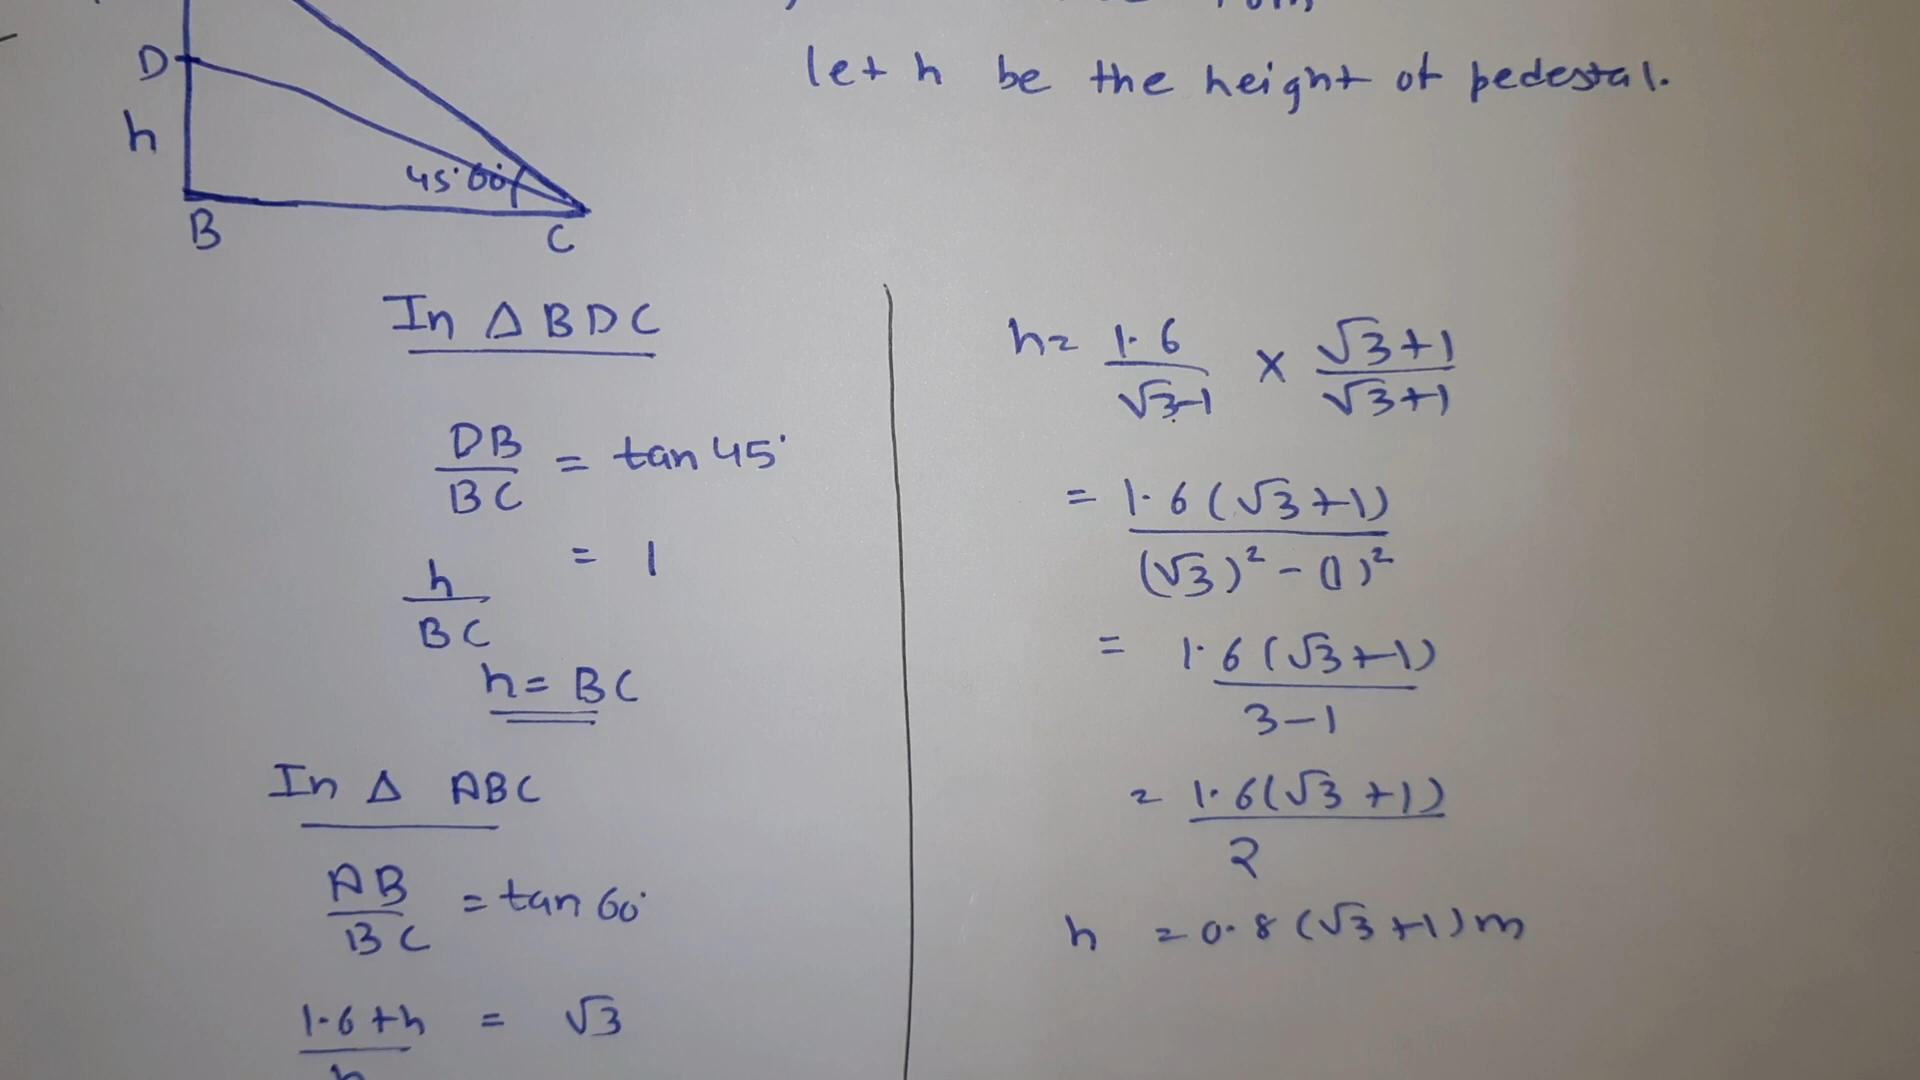 let h be the height of pedestal.
D
h
45° 60°
B
C
In Δ BDC
DB/BC = tan 45°
h/BC = 1
h = BC
In Δ ABC
AB/BC = tan 60°
1.6+h/h = √3
h = 1.6/√3-1 × √3+1/√3+1
= 1.6(√3+1)/(√3)² - (1)²
= 1.6(√3+1)/3-1
= 1.6(√3+1)/2
h = 0.8(√3+1)m